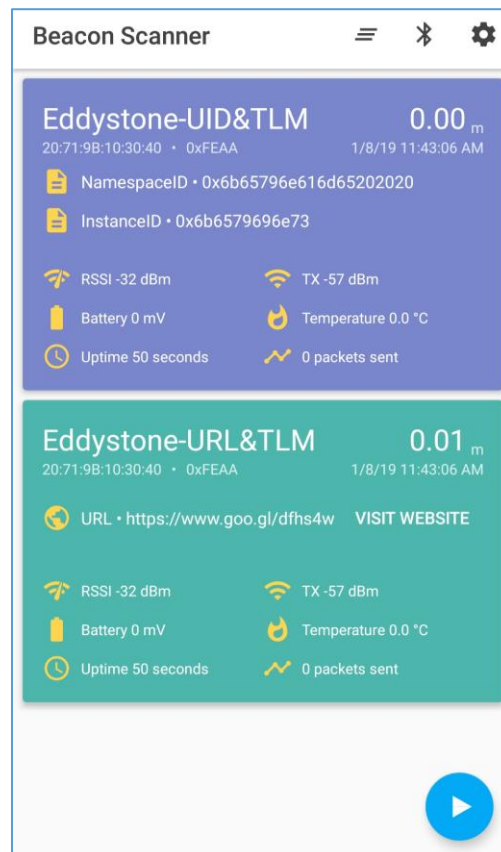 Beacon Scanner
Eddystone-UID&TLM 0.00 m
20:71:9B:10:30:40 • 0xFEAA 1/8/19 11:43:06 AM
NamespaceID • 0x6b65796e616d65202020
InstanceID • 0x6b6579696e73
RSSI -32 dBm TX -57 dBm
Battery 0 mV Temperature 0.0 °C
Uptime 50 seconds 0 packets sent
Eddystone-URL&TLM 0.01 m
20:71:9B:10:30:40 • 0xFEAA 1/8/19 11:43:06 AM
URL • https://www.goo.gl/dfhs4w VISIT WEBSITE
RSSI -32 dBm TX -57 dBm
Battery 0 mV Temperature 0.0 °C
Uptime 50 seconds 0 packets sent